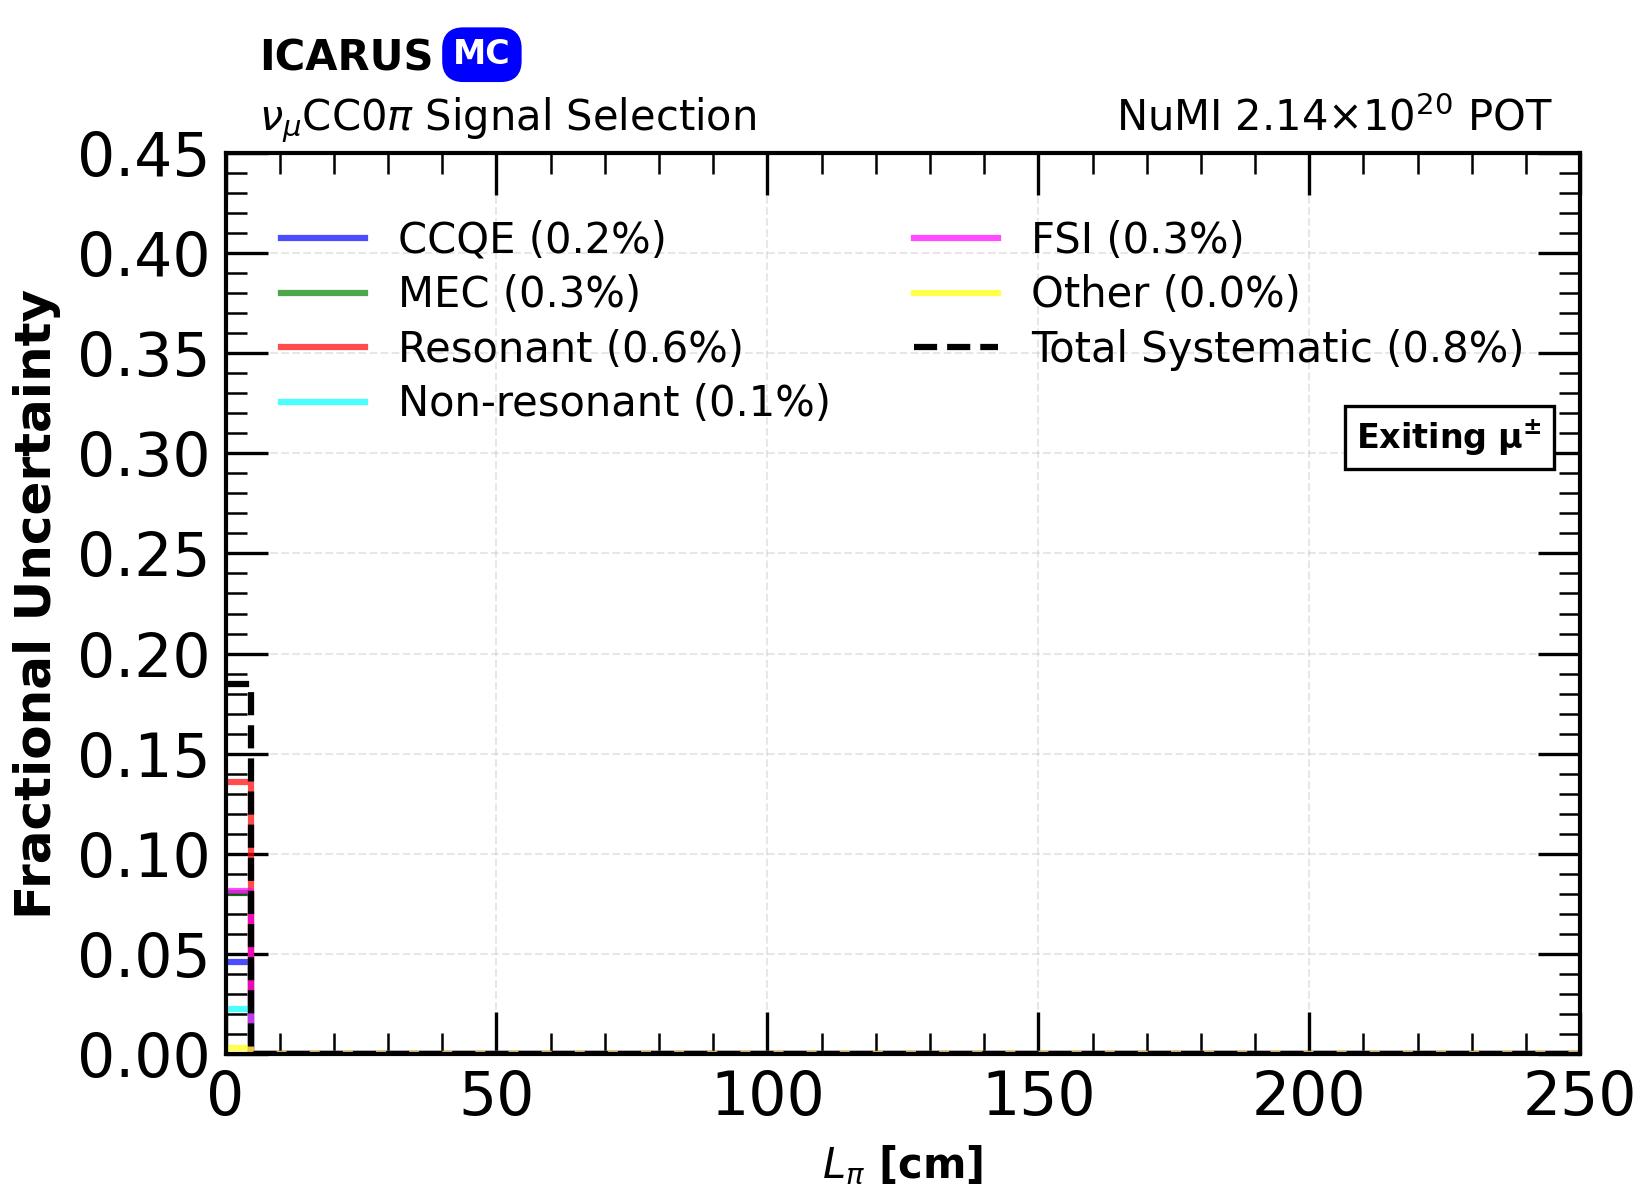 ICARUS MC
νμCC0π Signal Selection
NuMI 2.14×10²⁰ POT
Fractional Uncertainty
0.45
0.40
0.35
0.30
0.25
0.20
0.15
0.10
0.05
0.00
CCQE (0.2%)
MEC (0.3%)
Resonant (0.6%)
Non-resonant (0.1%)
FSI (0.3%)
Other (0.0%)
Total Systematic (0.8%)
Exiting μ±
0 50 100 150 200 250
Lπ [cm]